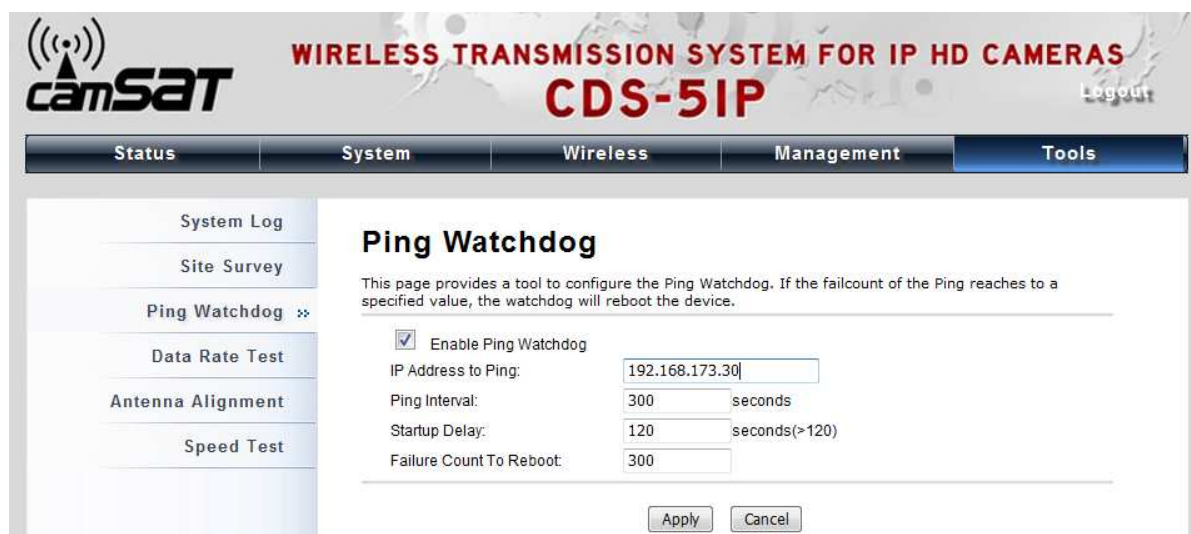 camSAT
WIRELESS TRANSMISSION SYSTEM FOR IP HD CAMERAS
CDS-5IP
Logout
Status System Wireless Management Tools
System Log
Site Survey
Ping Watchdog »
Data Rate Test
Antenna Alignment
Speed Test
Ping Watchdog
This page provides a tool to configure the Ping Watchdog. If the failcount of the Ping reaches to a
specified value, the watchdog will reboot the device.
Enable Ping Watchdog
IP Address to Ping: 192.168.173.30
Ping Interval: 300 seconds
Startup Delay: 120 seconds(>120)
Failure Count To Reboot: 300
Apply Cancel